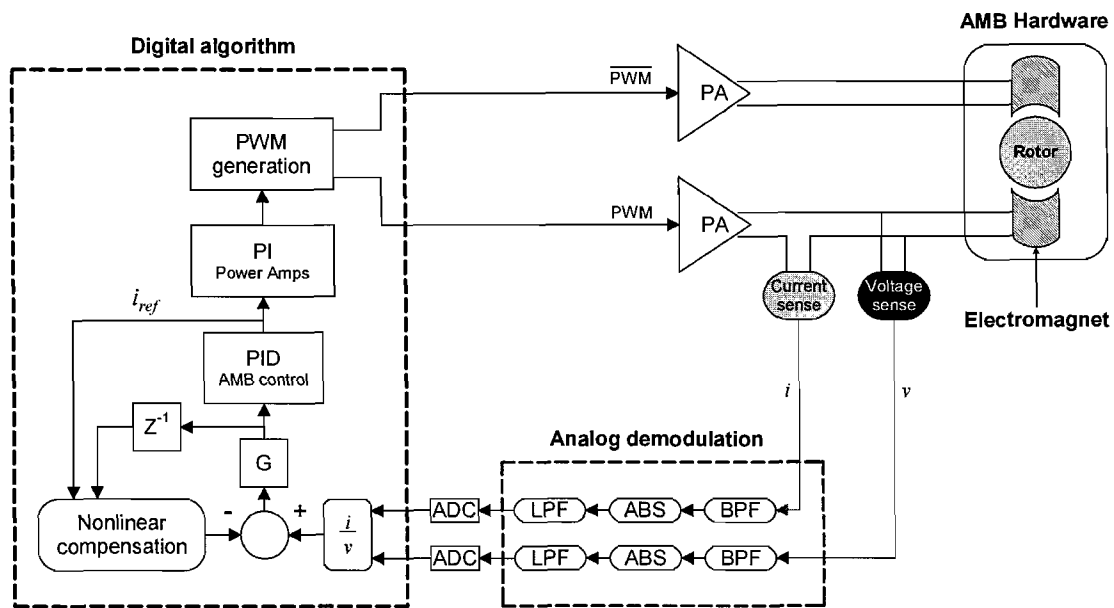 AMB Hardware
Digital algorithm
PWM
PA
PWM
generation
Rotor
PWM
PA
PI
Power Amps
Current
sense
Voltage
sense
i_ref
Electromagnet
PID
AMB control
i
v
Z⁻¹
Analog demodulation
G
Nonlinear
compensation
-
+
i
v
ADC
LPF
ABS
BPF
ADC
LPF
ABS
BPF